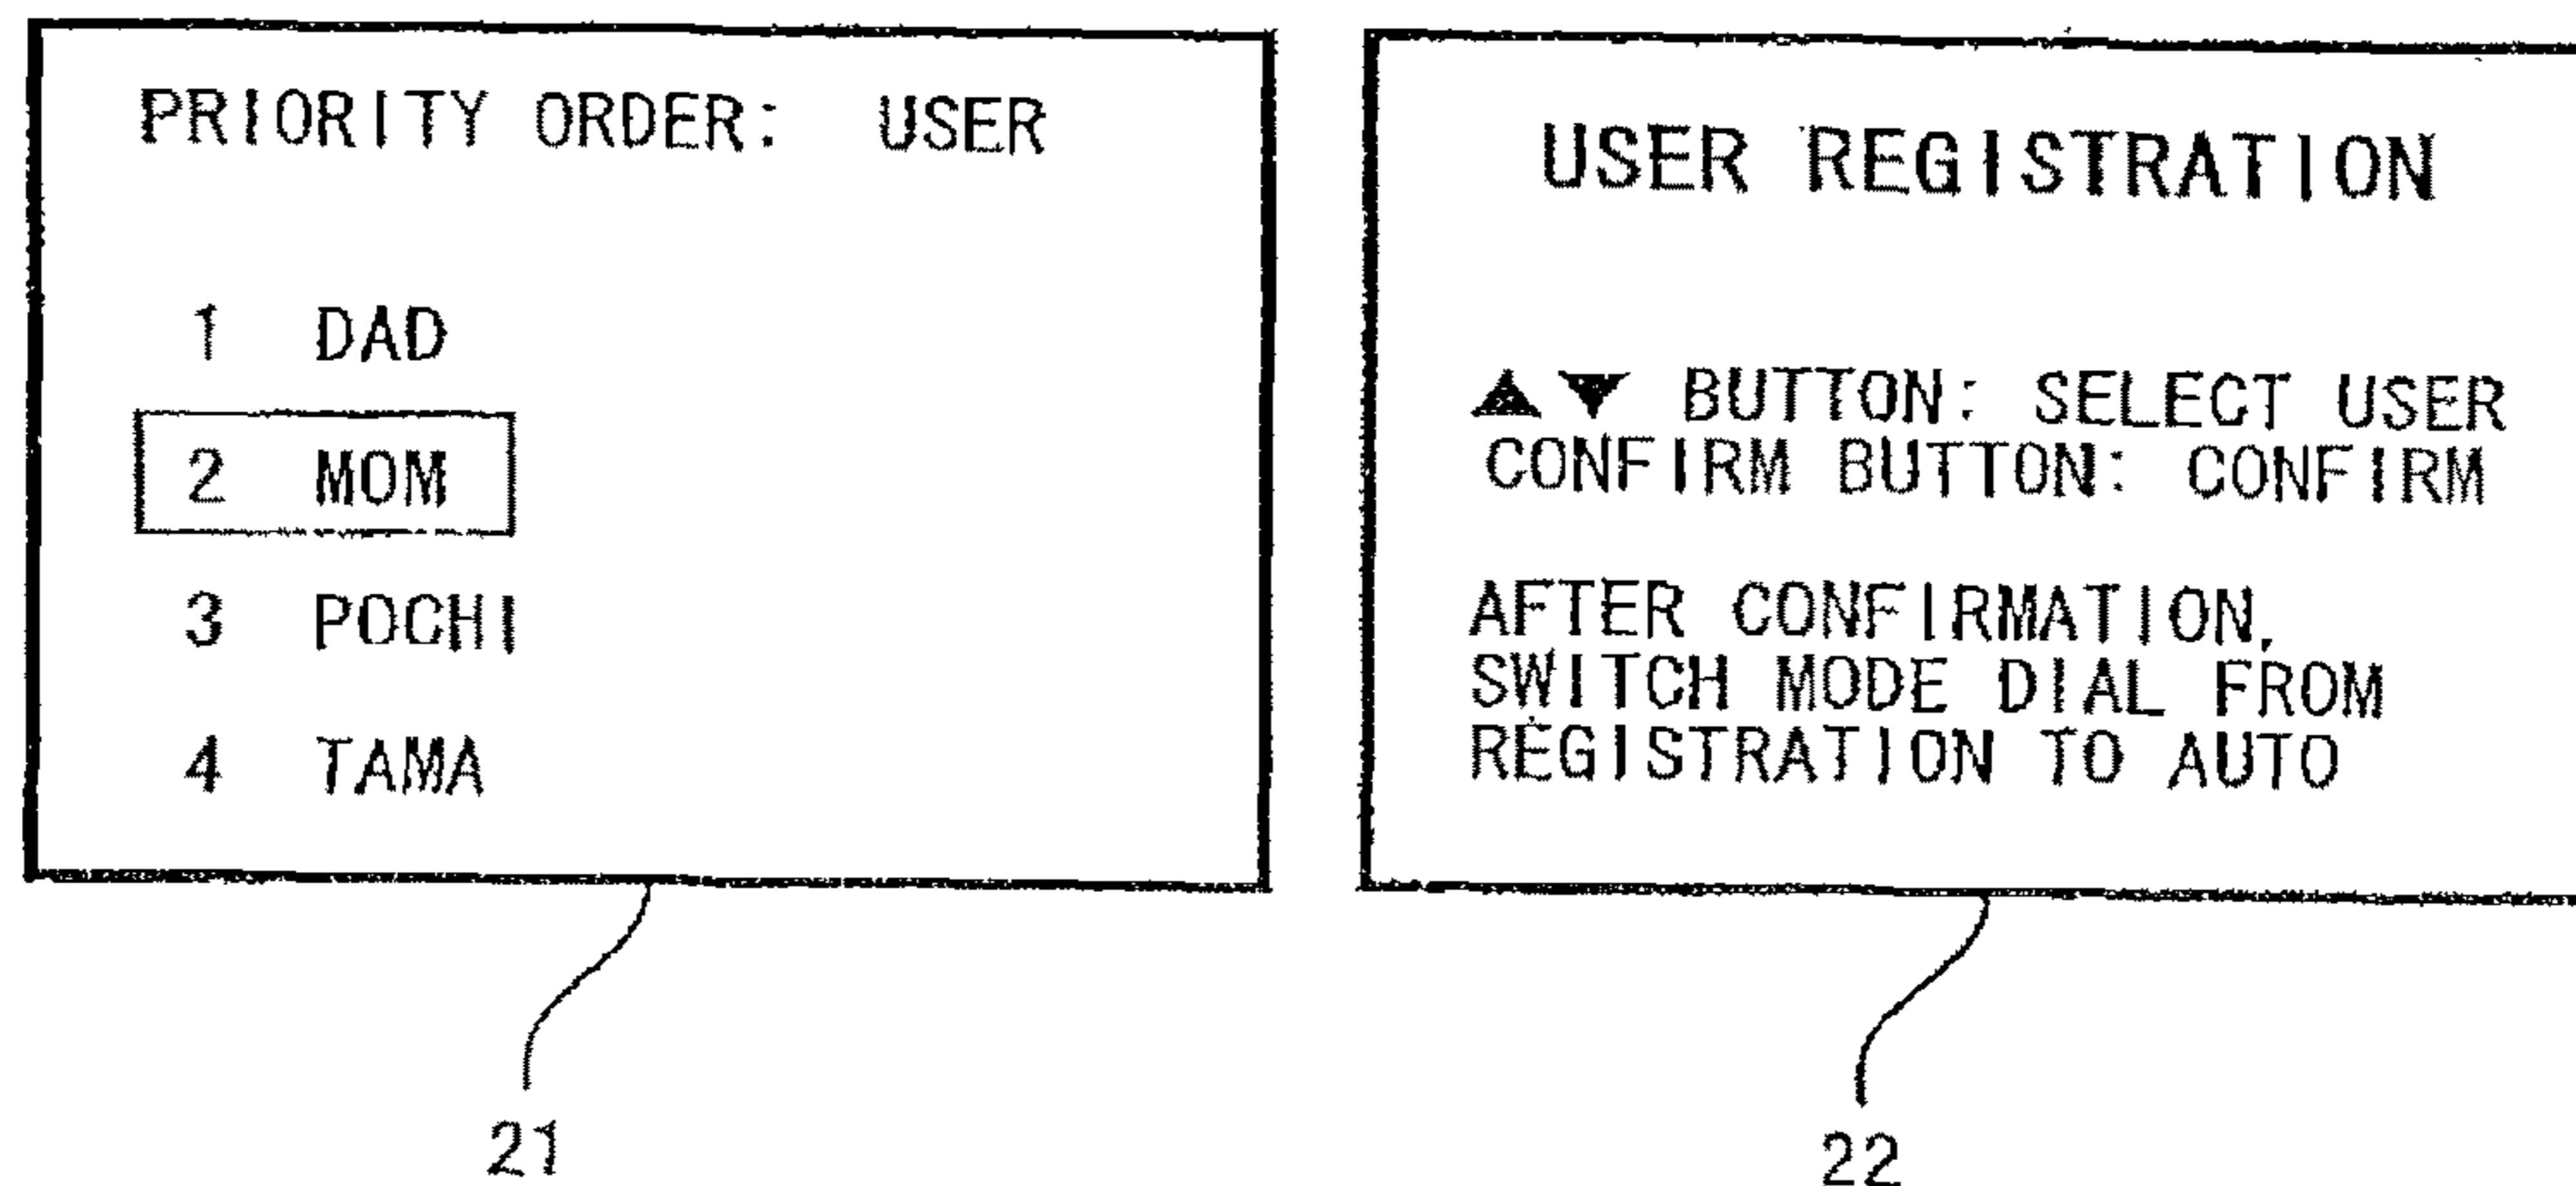 PRIORITY ORDER: USER
1 DAD
2 MOM
3 POCHI
4 TAMA
21
USER REGISTRATION
▲▼ BUTTON: SELECT USER
CONFIRM BUTTON: CONFIRM
AFTER CONFIRMATION,
SWITCH MODE DIAL FROM
REGISTRATION TO AUTO
22